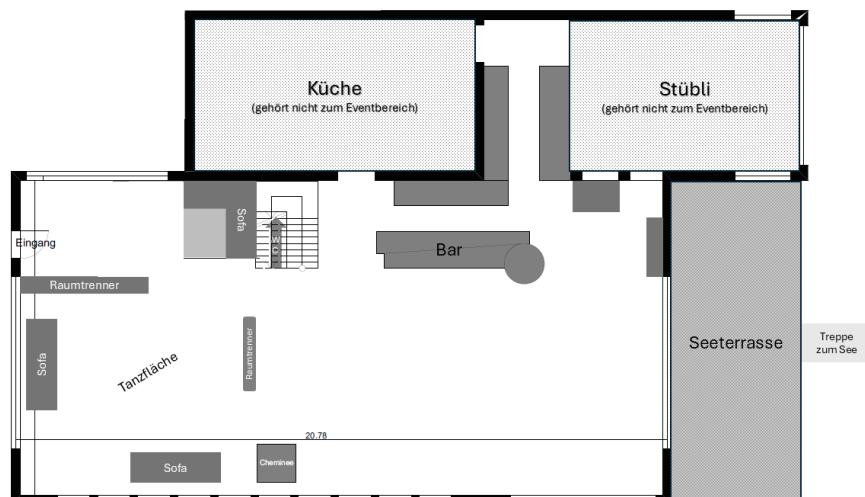 Küche
(gehört nicht zum Eventbereich)
Stübli
(gehört nicht zum Eventbereich)
Sofa
WC
Eingang
Bar
Raumtrenner
Raumtrenner
Sofa
Tanzfläche
Seeterrasse
Treppe
zum See
20.78
Sofa
Cheminee